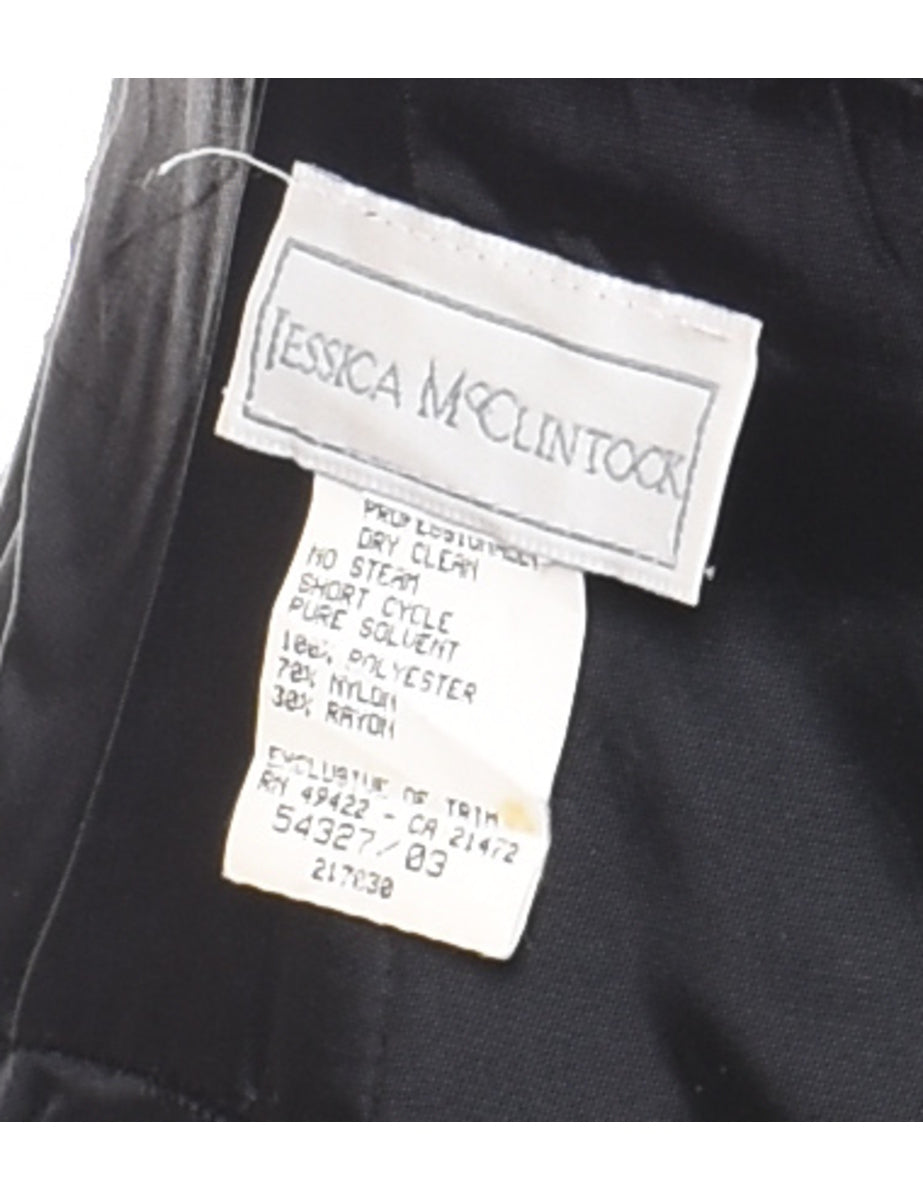 JESSICA McCLINTOCK
PROFESSIONALLY
DRY CLEAN
NO STEAM
SHORT CYCLE
PURE SOLVENT
100% POLYESTER
70% NYLON
30% RAYON
EXCLUSIVE OF TRIM
RN 49422 - CA 21472
54327/03
217030